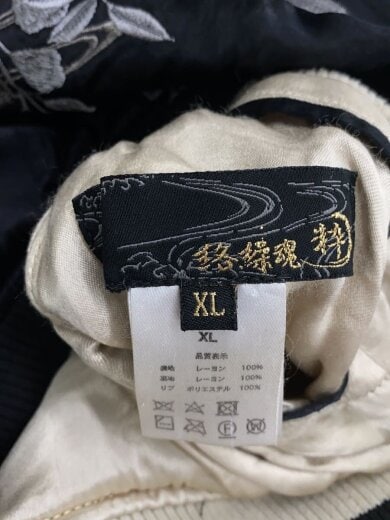 絡繰魂 粋
XL
XL
品質表示
表地 レーヨン 100%
裏地 レーヨン 100%
リブ ポリエステル 100%